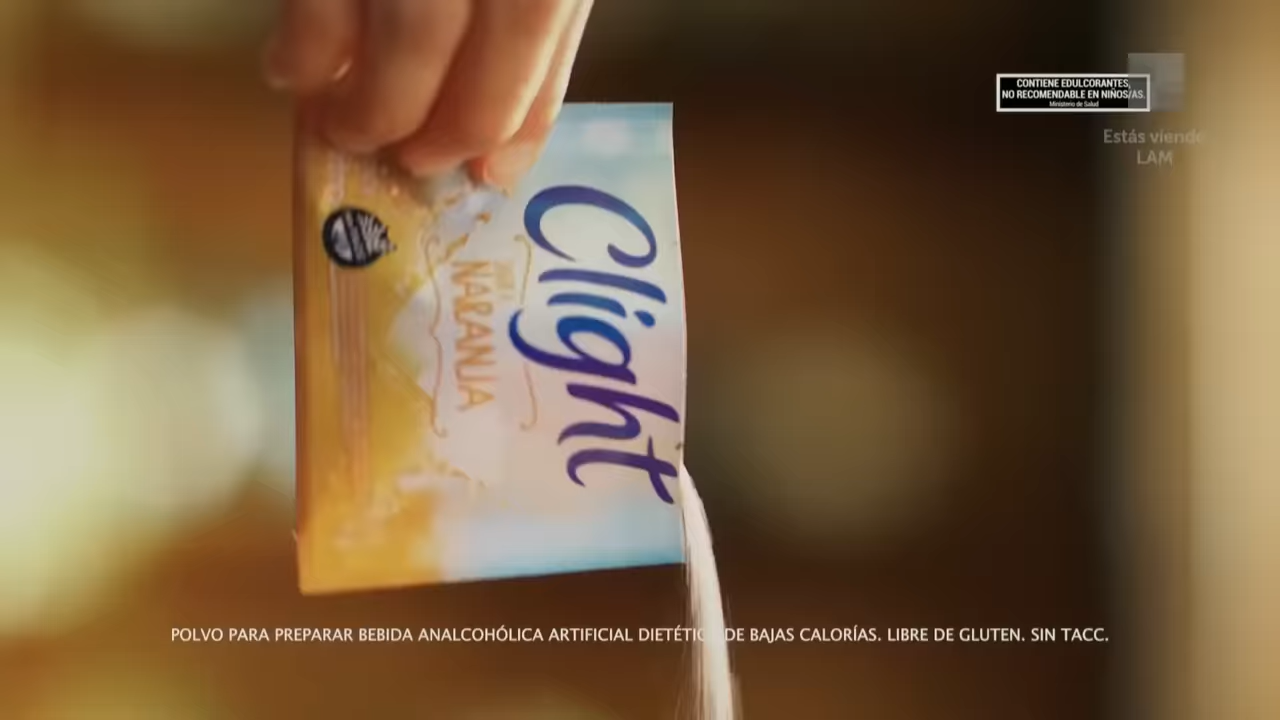 CONTIENE EDULCORANTES,
NO RECOMENDABLE EN NIÑOS/AS.
Ministerio de Salud
Estás viendo
LAM
Clight
NARANJA
POLVO PARA PREPARAR BEBIDA ANALCOHÓLICA ARTIFICIAL DIETÉTICA DE BAJAS CALORÍAS. LIBRE DE GLUTEN. SIN TACC.